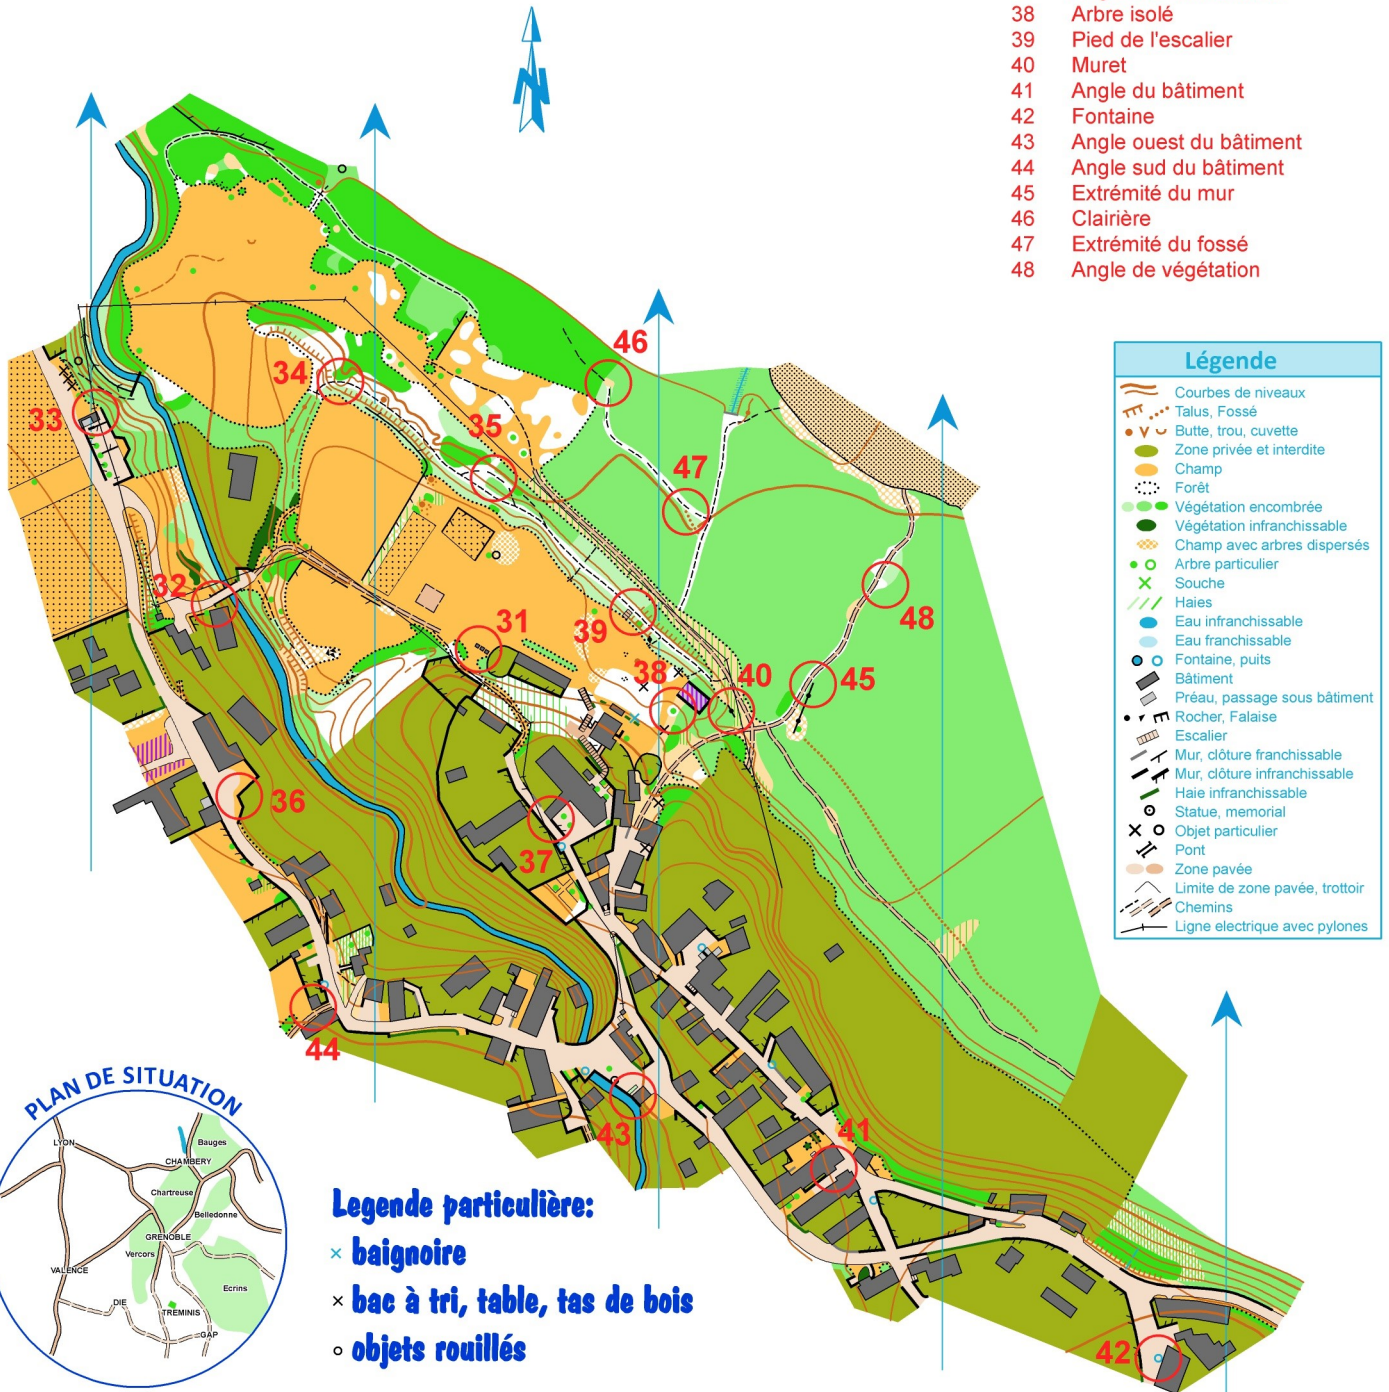 38 Arbre isolé
39 Pied de l'escalier
40 Muret
41 Angle du bâtiment
42 Fontaine
43 Angle ouest du bâtiment
44 Angle sud du bâtiment
45 Extrémité du mur
46 Clairière
47 Extrémité du fossé
48 Angle de végétation
N
46
34
33
35
47
32
31
39
48
38
40
45
36
37
44
43
41
42
Légende
Courbes de niveaux
Talus, Fossé
Butte, trou, cuvette
Zone privée et interdite
Champ
Forêt
Végétation encombrée
Végétation infranchissable
Champ avec arbres dispersés
Arbre particulier
Souche
Haies
Eau infranchissable
Eau franchissable
Fontaine, puits
Bâtiment
Préau, passage sous bâtiment
Rocher, Falaise
Escalier
Mur, clôture franchissable
Mur, clôture infranchissable
Haie infranchissable
Statue, memorial
Objet particulier
Pont
Zone pavée
Limite de zone pavée, trottoir
Chemins
Ligne electrique avec pylones
PLAN DE SITUATION
LYON
Bauges
CHAMBERY
Chartreuse
Belledonne
GRENOBLE
Vercors
VALENCE
Ecrins
DIE
TREMINIS
GAP
Legende particulière:
× baignoire
× bac à tri, table, tas de bois
o objets rouillés